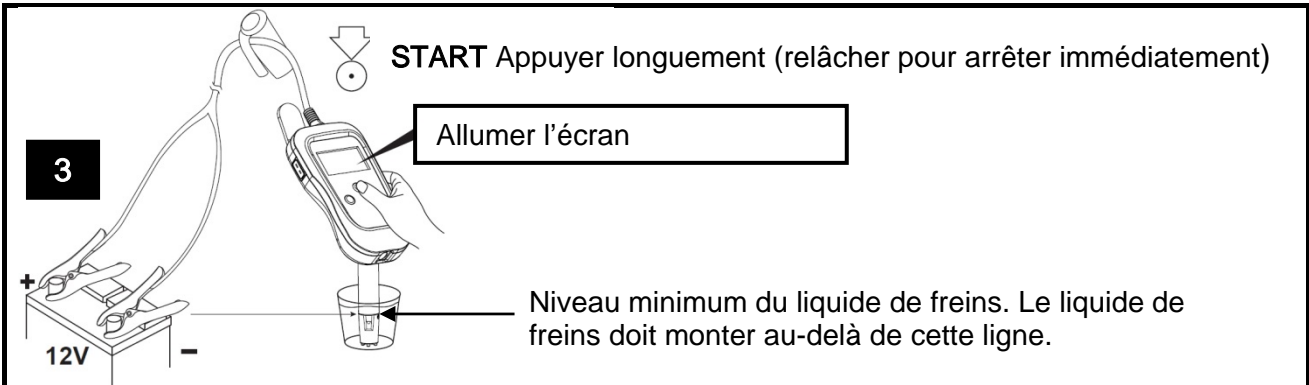 START Appuyer longuement (relâcher pour arrêter immédiatement)
Allumer l’écran
3
Niveau minimum du liquide de freins. Le liquide de
freins doit monter au-delà de cette ligne.
+
12V
-